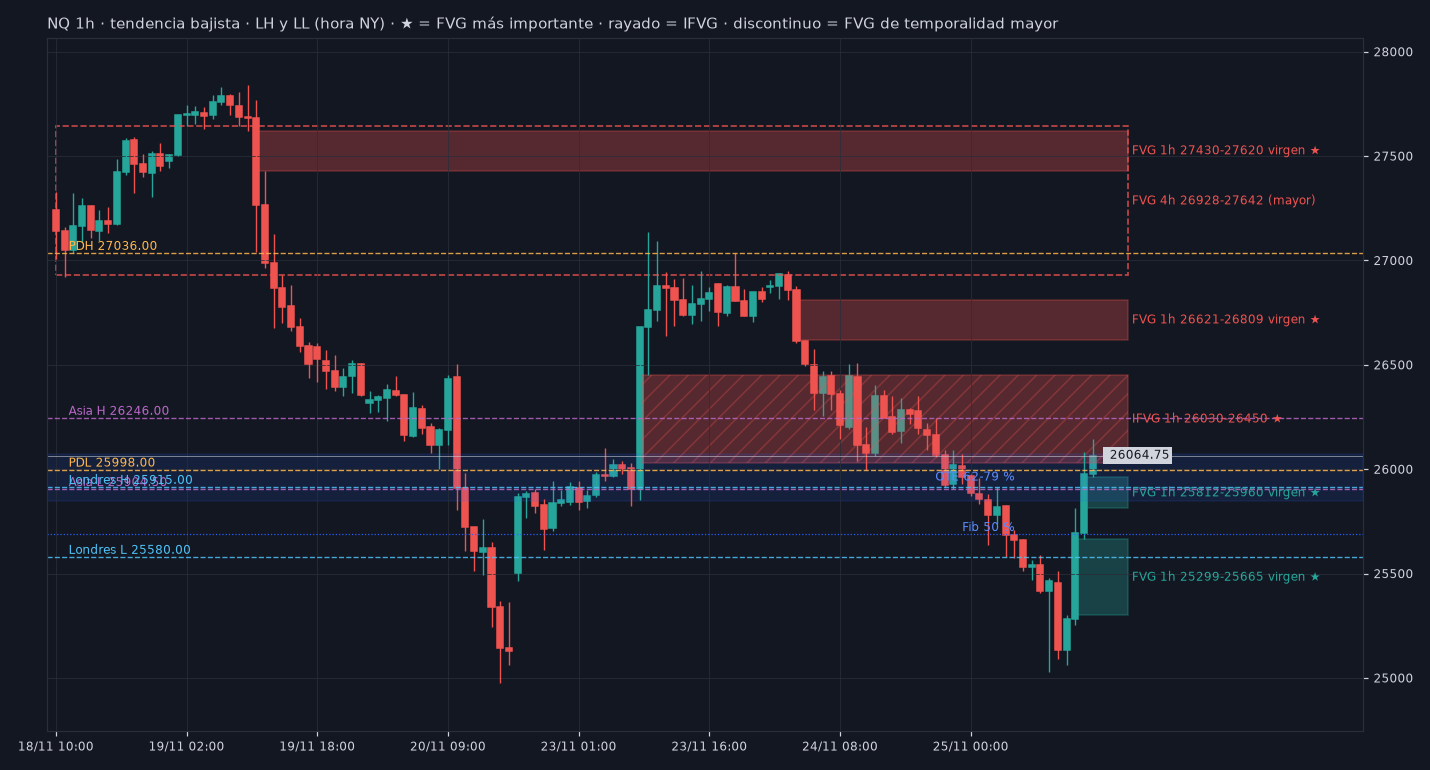 NQ 1h · tendencia bajista · LH y LL (hora NY) · ★ = FVG más importante · rayado = IFVG · discontinuo = FVG de temporalidad mayor
28000
FVG 1h 27430-27620 virgen ★
27500
FVG 4h 26928-27642 (mayor)
PDH 27036.00
27000
FVG 1h 26621-26809 virgen ★
26500
Asia H 26246.00
IFVG 1h 26030-26450 ★
26064.75
PDL 25998.00
26000
Londres H 25915.00
62-79 %
FVG 1h 25812-25960 virgen ★
Fib 50 %
Londres L 25580.00
25500
FVG 1h 25299-25665 virgen ★
25000
18/11 10:00
19/11 02:00
19/11 18:00
20/11 09:00
23/11 01:00
23/11 16:00
24/11 08:00
25/11 00:00